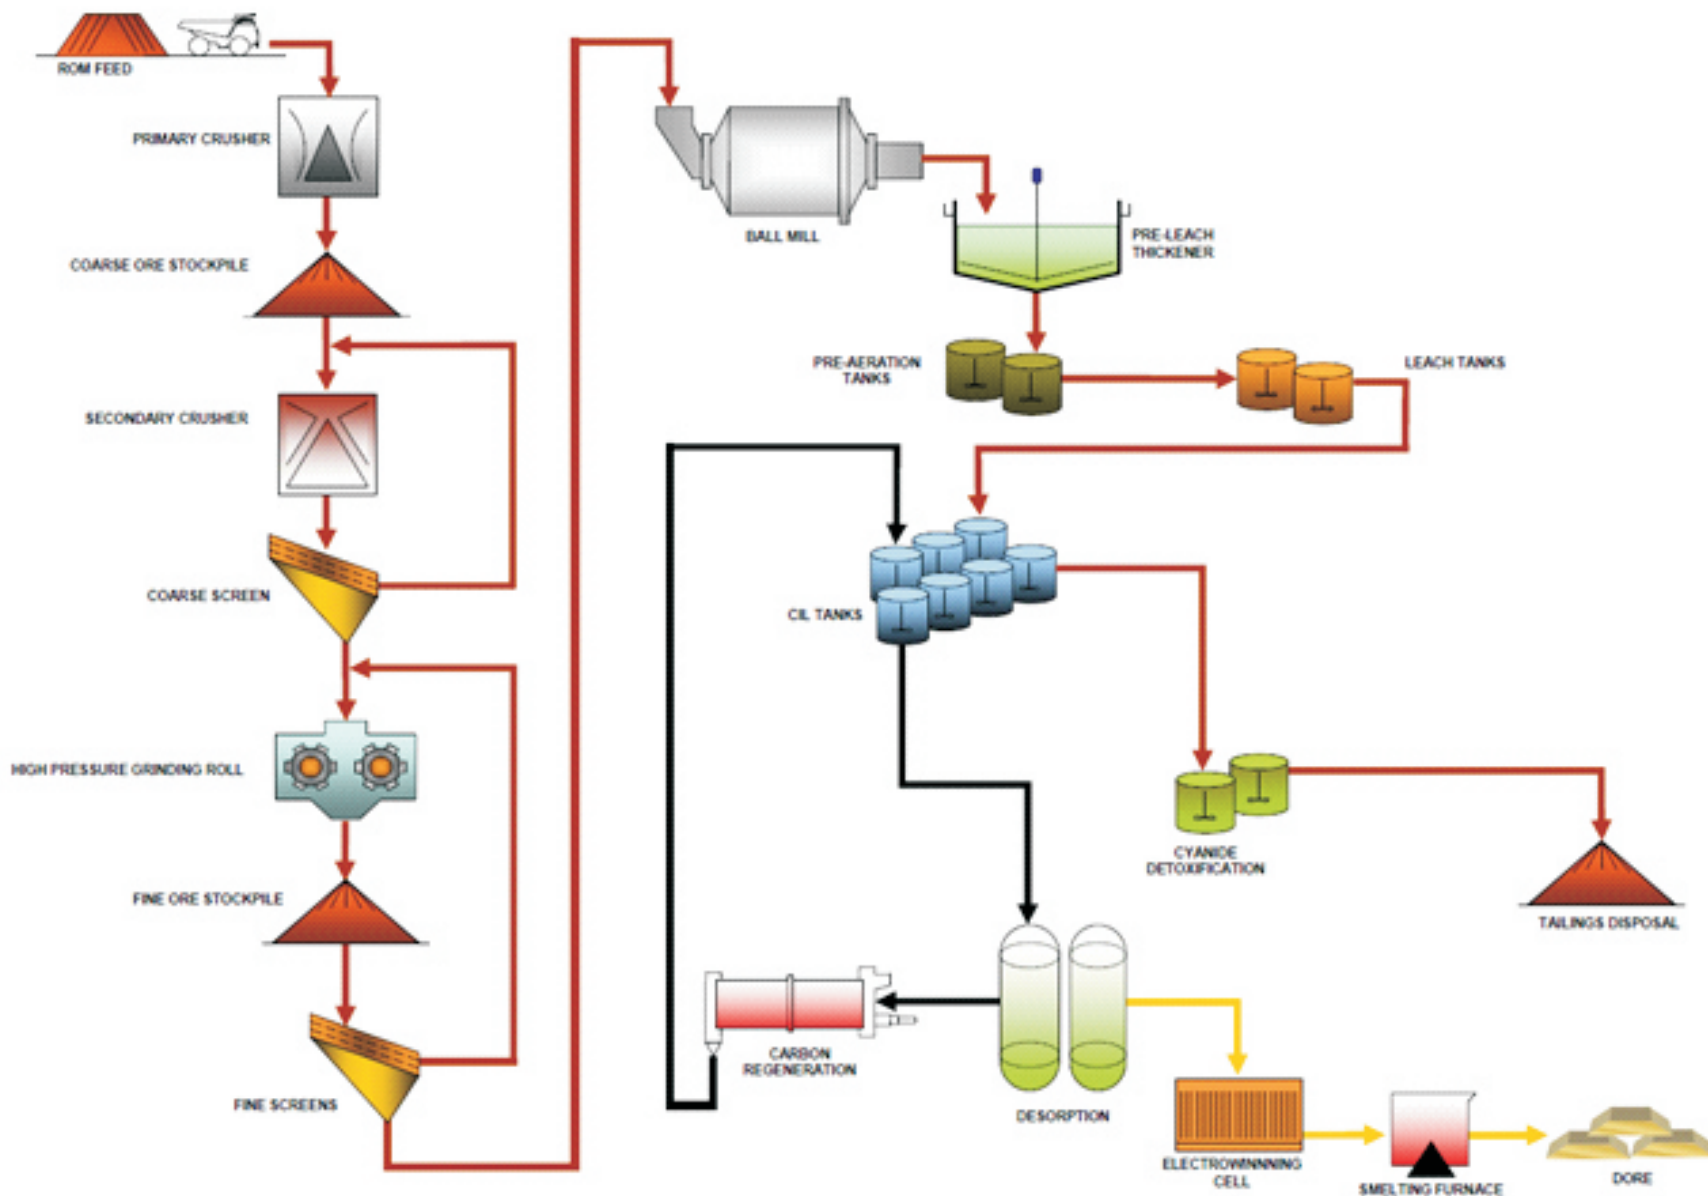 ROM FEED
PRIMARY CRUSHER
COARSE ORE STOCKPILE
SECONDARY CRUSHER
COARSE SCREEN
HIGH PRESSURE GRINDING ROLL
FINE ORE STOCKPILE
FINE SCREENS
BALL MILL
PRE-LEACH
THICKENER
PRE-AERATION
TANKS
LEACH TANKS
CIL TANKS
CYANIDE
DETOXIFICATION
TAILINGS DISPOSAL
CARBON
REGENERATION
DESORPTION
ELECTROWINNNING
CELL
SMELTING FURNACE
DORE